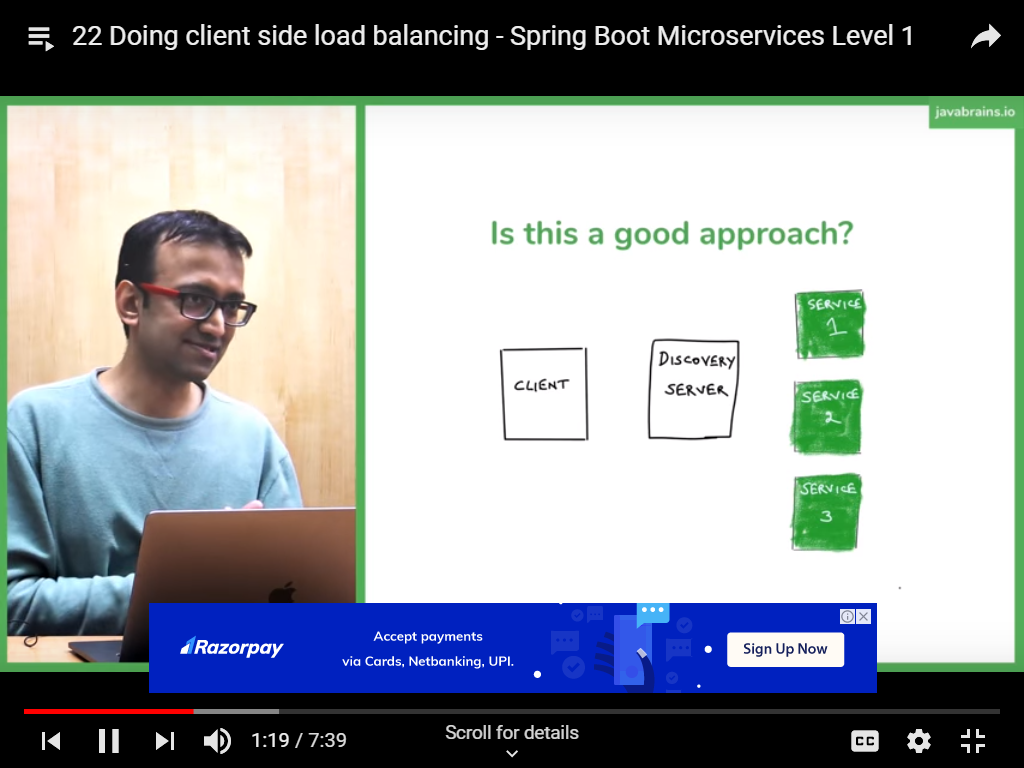 22 Doing client side load balancing - Spring Boot Microservices Level 1
javabrains.io
Is this a good approach?
SERVICE
1
CLIENT
DISCOVERY
SERVER
SERVICE
2
SERVICE
3
Razorpay
Accept payments
via Cards, Netbanking, UPI.
Sign Up Now
1:19 / 7:39
Scroll for details
CC